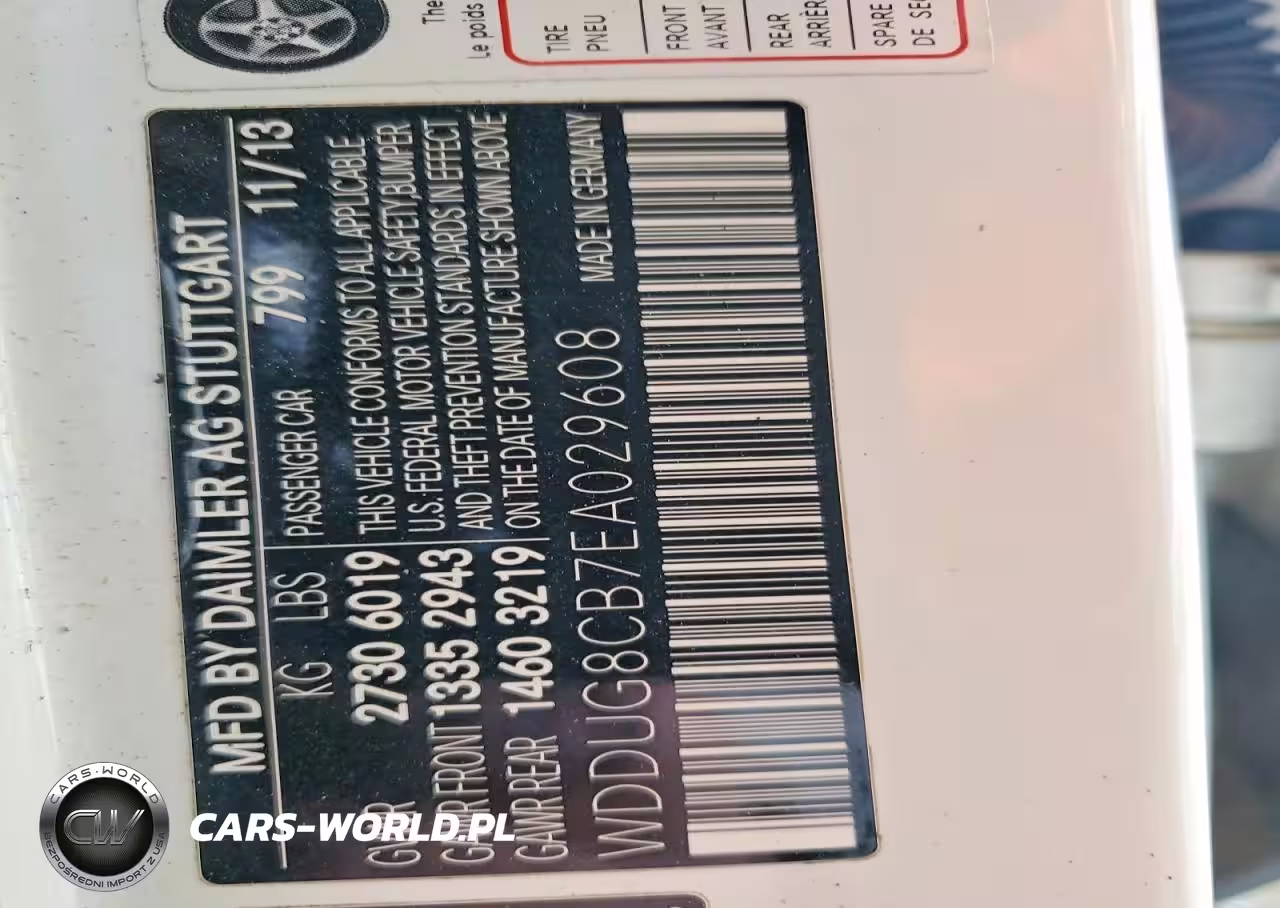 The
Le poids
TIRE
PNEU
FRONT
AVANT
REAR
ARRIÈR
SPARE
DE SE
MFD BY DAIMLER AG STUTTGART
KG LBS PASSENGER CAR 799 11/13
GVWR 2730 6019 THIS VEHICLE CONFORMS TO ALL APPLICABLE
U.S. FEDERAL MOTOR VEHICLE SAFETY, BUMPER
GAWR FRONT 1335 2943 AND THEFT PREVENTION STANDARDS IN EFFECT
GAWR REAR 1460 3219 ON THE DATE OF MANUFACTURE SHOWN ABOVE
WDDUG8CB7EA029608 MADE IN GERMANY
CARS-WORLD
CW
BEZPOŚREDNI IMPORT Z USA
CARS-WORLD.PL